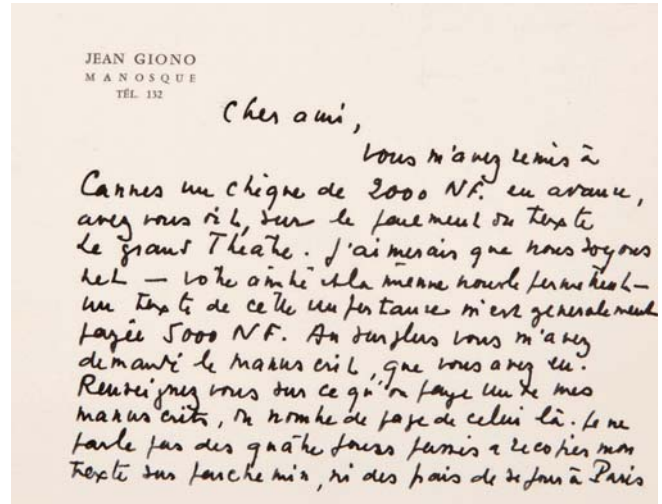 JEAN GIONO
MANOSQUE
TÉL. 132
Cher ami,
vous m'avez remis à
Cannes un chèque de 2000 NF. en avance,
avez vous dit, sur le paiement du texte
Le grand Théâtre. J'aimerais que nous soyons
net — votre amitié et la mienne nous le permettent —
un texte de cette importance m'est généralement
payée 5000 NF. Au surplus vous m'avez
demandé le manuscrit, que vous avez eu.
Renseignez vous sur ce qu'on paye un de mes
manuscrits, du nombre de page de celui là. Je ne
parle pas des quatre jours passés a recopier mon
texte sur parchemin, ni des frais de séjour à Paris